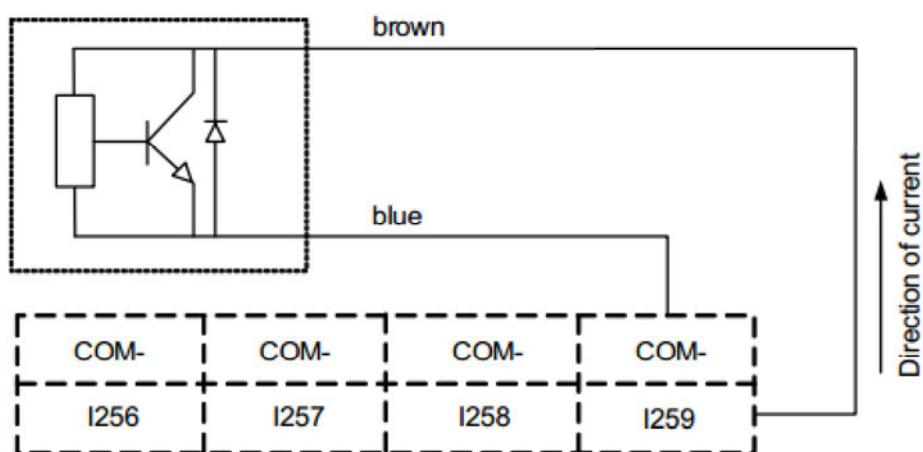 brown
blue
Direction of current
COM- COM- COM- COM-
I256 I257 I258 I259